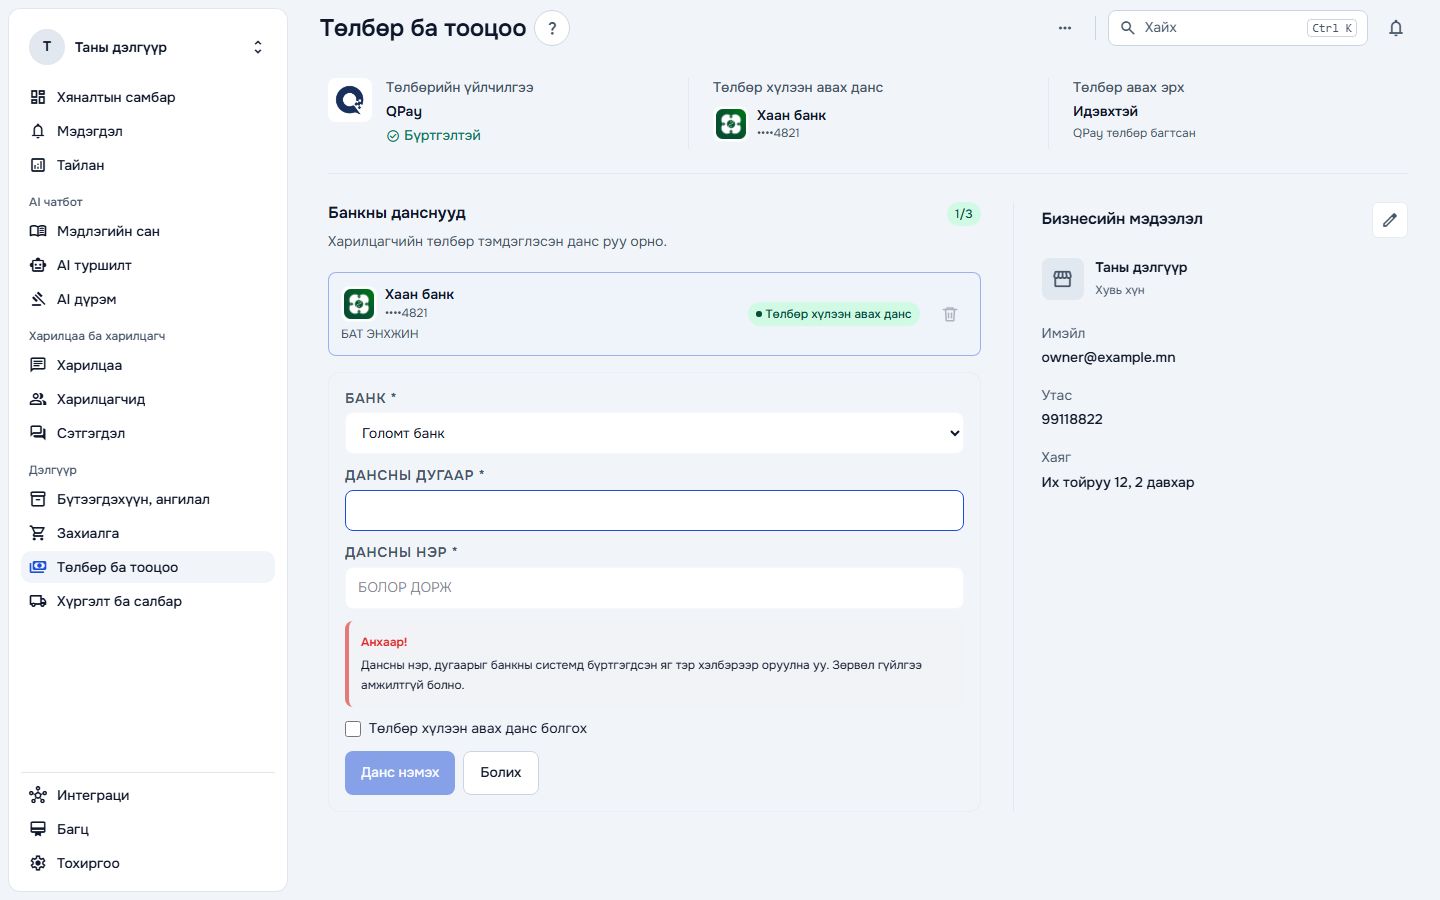 Т
Таны дэлгүүр
Хяналтын самбар
Мэдэгдэл
Тайлан
AI чатбот
Мэдлэгийн сан
AI туршилт
AI дүрэм
Харилцаа ба харилцагч
Харилцаа
Харилцагчид
Сэтгэгдэл
Дэлгүүр
Бүтээгдэхүүн, ангилал
Захиалга
Төлбөр ба тооцоо
Хүргэлт ба салбар
Интеграци
Багц
Тохиргоо
Төлбөр ба тооцоо
?
Хайх
Ctrl K
Төлбөрийн үйлчилгээ
QPay
Бүртгэлтэй
Төлбөр хүлээн авах данс
Хаан банк
••••4821
Төлбөр авах эрх
Идэвхтэй
QPay төлбөр багтсан
Банкны данснууд
1/3
Харилцагчийн төлбөр тэмдэглэсэн данс руу орно.
Хаан банк
••••4821
БАТ ЭНХЖИН
Төлбөр хүлээн авах данс
БАНК *
Голомт банк
ДАНСНЫ ДУГААР *
ДАНСНЫ НЭР *
БОЛОР ДОРЖ
Анхаар!
Дансны нэр, дугаарыг банкны системд бүртгэгдсэн яг тэр хэлбэрээр оруулна уу. Зөрвөл гүйлгээ
амжилтгүй болно.
Төлбөр хүлээн авах данс болгох
Данс нэмэх
Болих
Бизнесийн мэдээлэл
Таны дэлгүүр
Хувь хүн
Имэйл
owner@example.mn
Утас
99118822
Хаяг
Их тойруу 12, 2 давхар